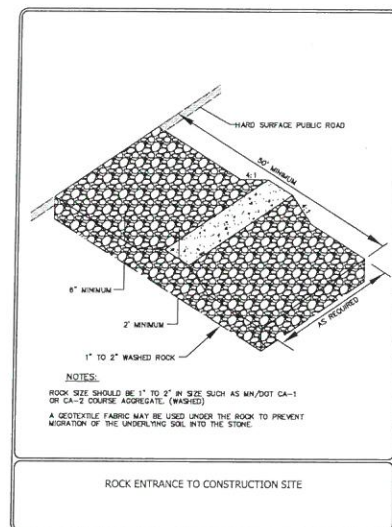 HARD SURFACE PUBLIC ROAD
50' MINIMUM
4:1
4:1
6" MINIMUM
2' MINIMUM
AS REQUIRED
1" TO 2" WASHED ROCK
NOTES:
ROCK SIZE SHOULD BE 1" TO 2" IN SIZE SUCH AS MN/DOT CA-1
OR CA-2 COURSE AGGREGATE. (WASHED)
A GEOTEXTILE FABRIC MAY BE USED UNDER THE ROCK TO PREVENT
MIGRATION OF THE UNDERLYING SOIL INTO THE STONE.
ROCK ENTRANCE TO CONSTRUCTION SITE